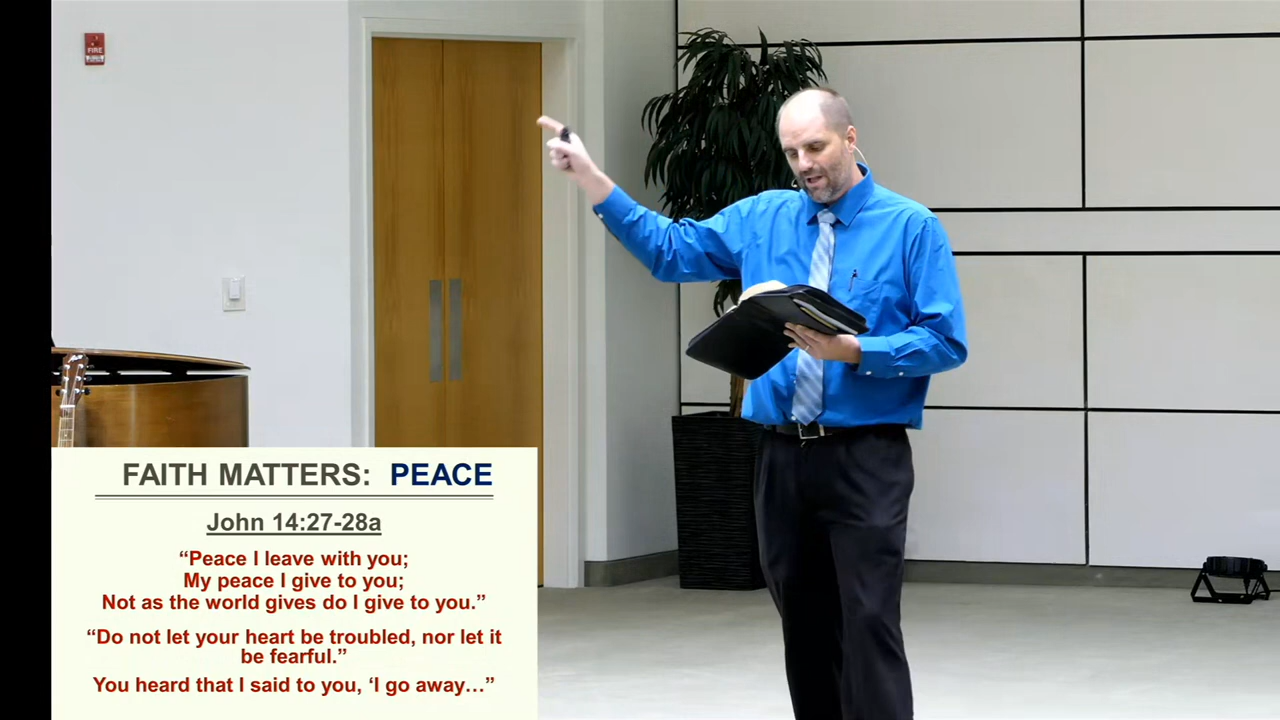 FIRE
FAITH MATTERS: PEACE
John 14:27-28a
“Peace I leave with you;
My peace I give to you;
Not as the world gives do I give to you.”
“Do not let your heart be troubled, nor let it
be fearful.”
You heard that I said to you, ‘I go away…”